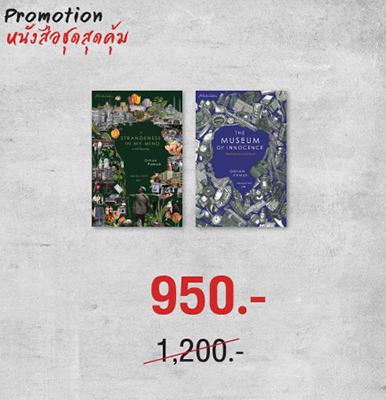 Promotion
หนังสือชุดสุดคุ้ม
A
STRANGENESS
IN MY MIND
ORHAN
PAMUK
THE
MUSEUM
OF INNOCENCE
ORHAN
PAMUK
950.-
1,200.-